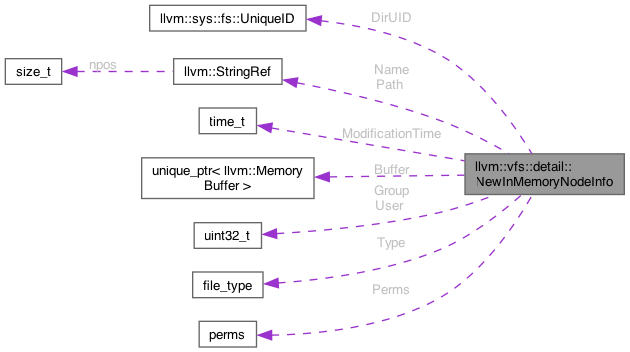 llvm::sys::fs::UniqueID
DirUID
size_t
npos
llvm::StringRef
Name
Path
time_t
ModificationTime
llvm::vfs::detail::
NewInMemoryNodeInfo
unique_ptr< llvm::Memory
Buffer >
Buffer
Group
User
uint32_t
Type
file_type
Perms
perms